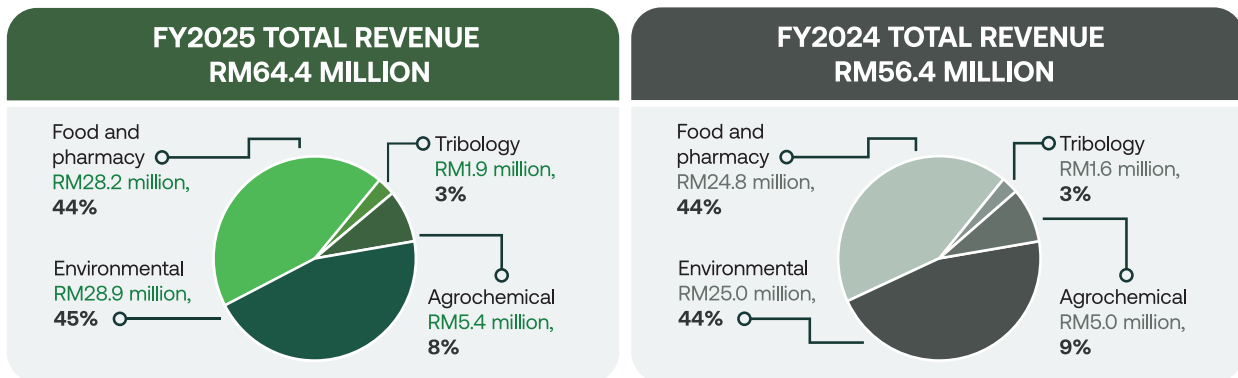 FY2025 TOTAL REVENUE
RM64.4 MILLION
Food and
pharmacy
RM28.2 million,
44%
Tribology
RM1.9 million,
3%
Environmental
RM28.9 million,
45%
Agrochemical
RM5.4 million,
8%
FY2024 TOTAL REVENUE
RM56.4 MILLION
Food and
pharmacy
RM24.8 million,
44%
Tribology
RM1.6 million,
3%
Environmental
RM25.0 million,
44%
Agrochemical
RM5.0 million,
9%